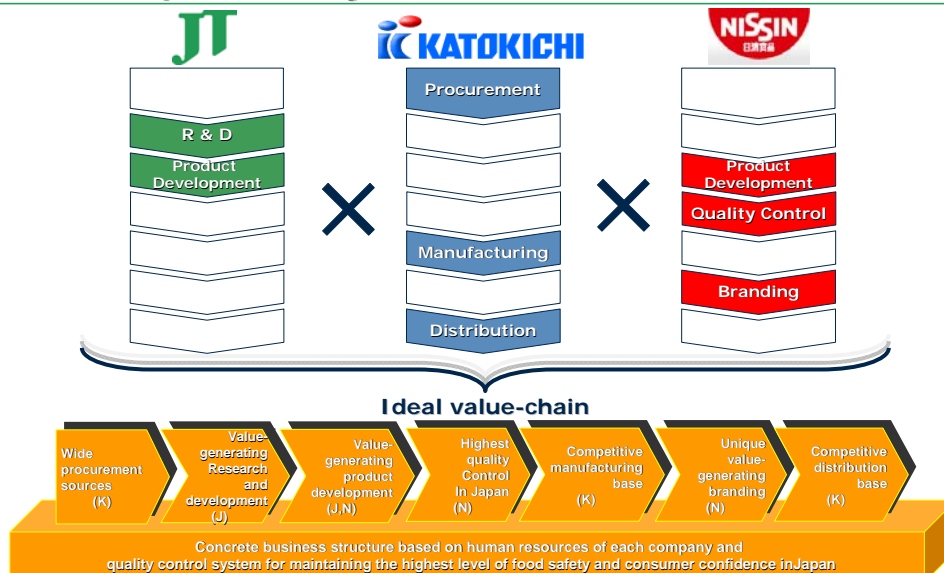 JT
KATOKICHI
NISSIN
日清食品
Procurement
R & D
Product
Development
Product
Development
Quality Control
Manufacturing
Branding
Distribution
Ideal value-chain
Wide
procurement
sources
(K)
Value-
generating
Research
and
development
(J)
Value-
generating
product
development
(J,N)
Highest
quality
Control
In Japan
(N)
Competitive
manufacturing
base
(K)
Unique
value-
generating
branding
(N)
Competitive
distribution
base
(K)
Concrete business structure based on human resources of each company and
quality control system for maintaining the highest level of food safety and consumer confidence inJapan